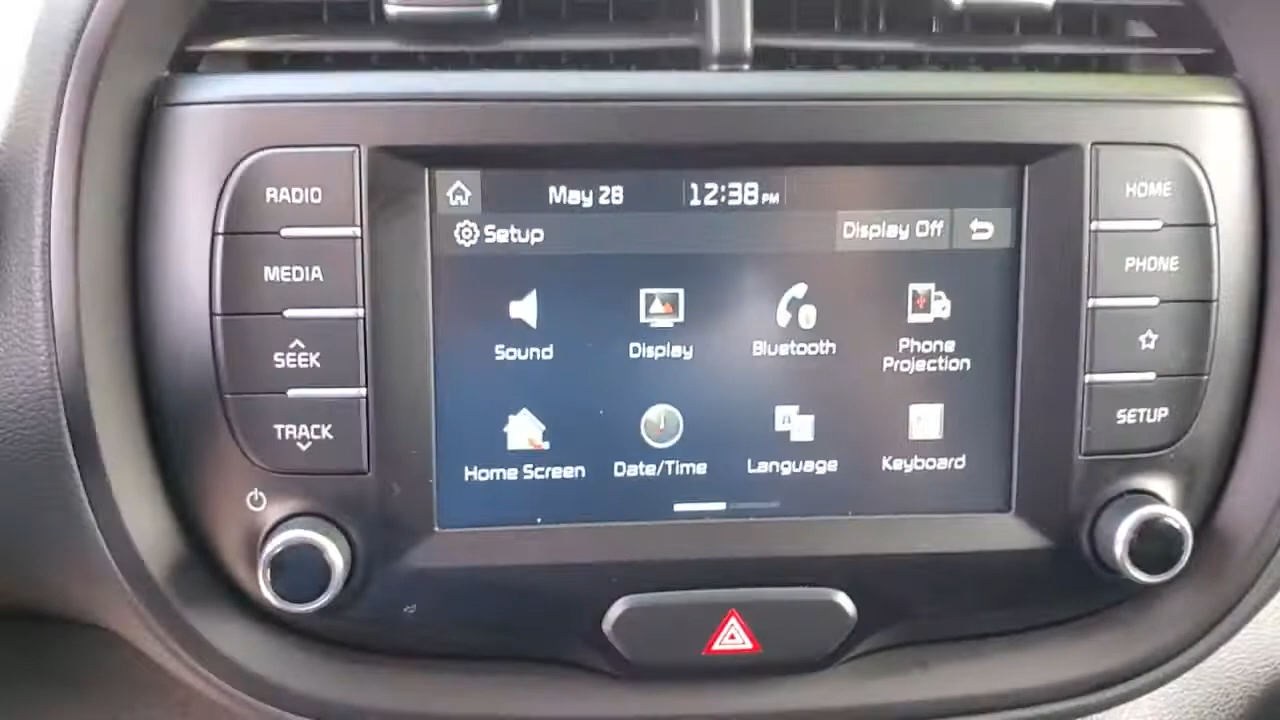 RADIO
MEDIA
SEEK
TRACK
May 28
12:38 PM
Setup
Display Off
Sound
Display
Bluetooth
Phone
Projection
Home Screen
Date/Time
Language
Keyboard
HOME
PHONE
SETUP